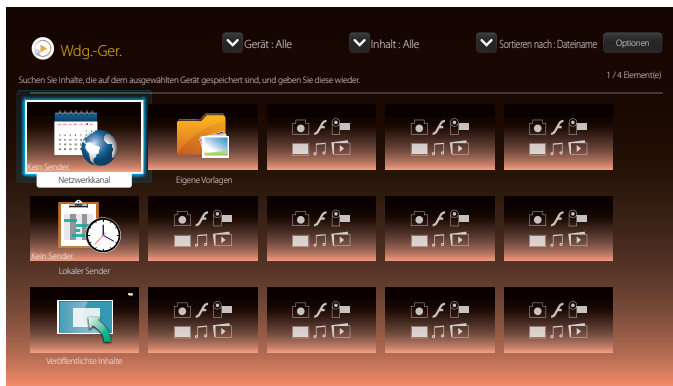 Wdg.-Ger.
Gerät : Alle
Inhalt : Alle
Sortieren nach : Dateiname
Optionen
Suchen Sie Inhalte, die auf dem ausgewählten Gerät gespeichert sind, und geben Sie diese wieder.
1 / 4 Element(e)
Kein Sender.
Netzwerkkanal
Eigene Vorlagen
Kein Sender.
Lokaler Sender
Veröffentlichte Inhalte